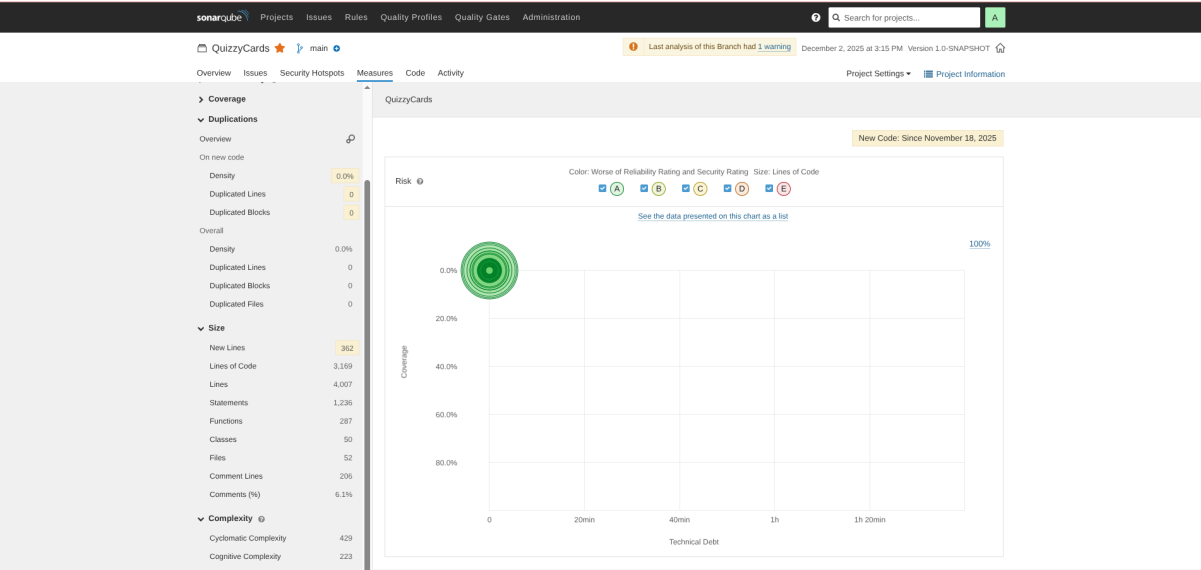 sonarqube Projects Issues Rules Quality Profiles Quality Gates Administration ? Search for projects... A
QuizzyCards main Last analysis of this Branch had 1 warning December 2, 2025 at 3:15 PM Version 1.0-SNAPSHOT
Overview Issues Security Hotspots Measures Code Activity Project Settings Project Information
Coverage
Duplications
Overview
On new code
Density 0.0%
Duplicated Lines 0
Duplicated Blocks 0
Overall
Density 0.0%
Duplicated Lines 0
Duplicated Blocks 0
Duplicated Files 0
Size
New Lines 362
Lines of Code 3,169
Lines 4,007
Statements 1,236
Functions 287
Classes 50
Files 52
Comment Lines 206
Comments (%) 6.1%
Complexity ?
Cyclomatic Complexity 429
Cognitive Complexity 223
QuizzyCards
New Code: Since November 18, 2025
Risk ?
Color: Worse of Reliability Rating and Security Rating Size: Lines of Code
A B C D E
See the data presented on this chart as a list
100%
0.0%
20.0%
40.0%
60.0%
80.0%
Coverage
0 20min 40min 1h 1h 20min
Technical Debt